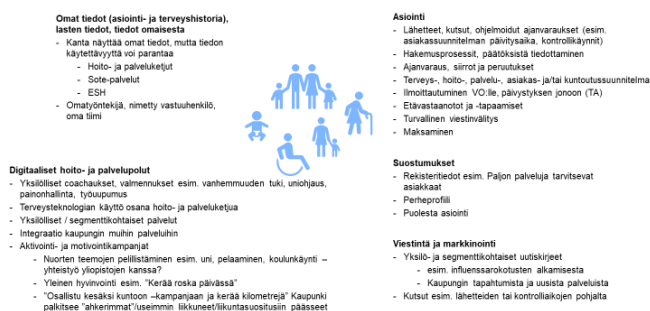 Omat tiedot (asiointi- ja terveyshistoria),
lasten tiedot, tiedot omaisesta
- Kanta näyttää omat tiedot, mutta tiedon
käytettävyyttä voi parantaa
- Hoito- ja palveluketjut
- Sote-palvelut
- ESH
- Omatyöntekijä, nimetty vastuuhenkilö,
oma tiimi
Digitaaliset hoito- ja palvelupolut
- Yksilölliset coachaukset, valmennukset esim. vanhemmuuden tuki, uniohjaus,
painonhallinta, työuupumus
- Terveysteknologian käyttö osana hoito- ja palveluketjua
- Yksilölliset / segmenttikohtaiset palvelut
- Integraatio kaupungin muihin palveluihin
- Aktivointi- ja motivointikampanjat
- Nuorten teemojen pelillistäminen esim. uni, pelaaminen, koulunkäynti –
yhteistyö yliopistojen kanssa?
- Yleinen hyvinvointi esim. "Kerää roska päivässä"
- "Osallistu kesäksi kuntoon –kampanjaan ja kerää kilometrejä" Kaupunki
palkitsee "ahkerimmat"/useimmin liikkuneet/liikuntasuositusiin päässeet
Asiointi
- Lähetteet, kutsut, ohjelmoidut ajanvaraukset (esim.
asiakassuunnitelman päivitysaika, kontrollikäynnit)
- Hakemusprosessit, päätöksistä tiedottaminen
- Ajanvaraus, siirrot ja peruutukset
- Terveys-, hoito-, palvelu-, asiakas- ja/tai kuntoutussuunnitelma
- Ilmoittautuminen VO:lle, päivystyksen jonoon (TA)
- Etävastaanotot ja -tapaamiset
- Turvallinen viestinvälitys
- Maksaminen
Suostumukset
- Rekisteritiedot esim. Paljon palveluja tarvitsevat
asiakkaat
- Perheprofiili
- Puolesta asiointi
Viestintä ja markkinointi
- Yksilö- ja segmenttikohtaiset uutiskirjeet
- esim. influenssarokotusten alkamisesta
- Kaupungin tapahtumista ja uusista palveluista
- Kutsut esim. lähetteiden tai kontrolliaikojen pohjalta